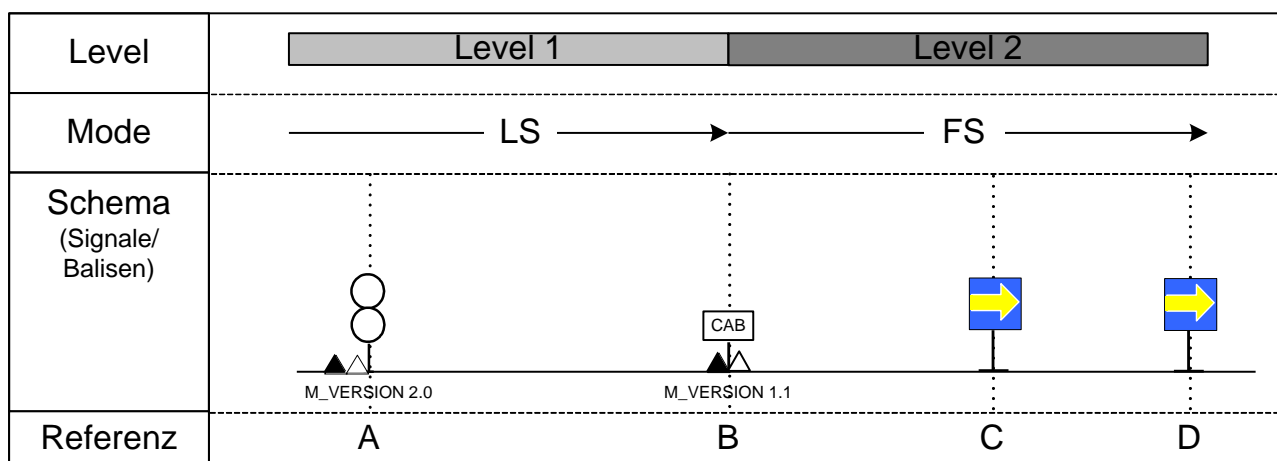 Level
Level 1
Level 2
Mode
LS
FS
Schema
(Signale/
Balisen)
CAB
M_VERSION 2.0
M_VERSION 1.1
Referenz
A
B
C
D